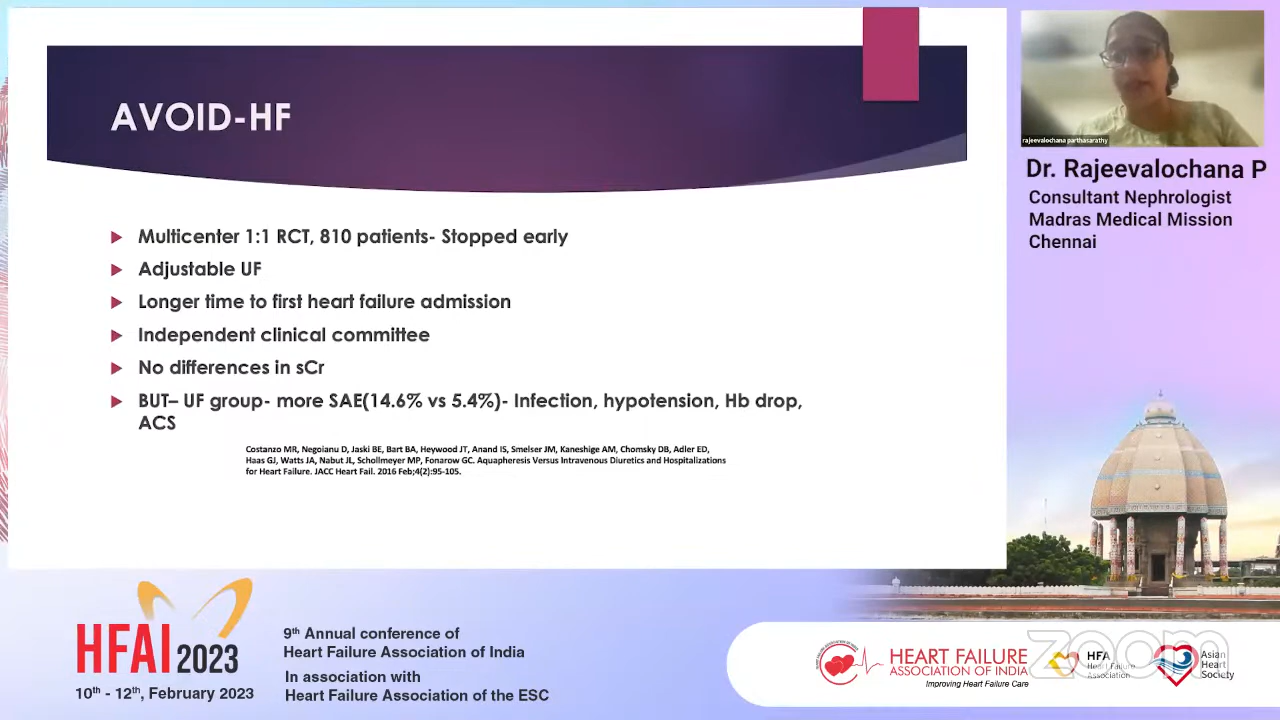 AVOID-HF
Multicenter 1:1 RCT, 810 patients- Stopped early
Adjustable UF
Longer time to first heart failure admission
Independent clinical committee
No differences in sCr
BUT– UF group- more SAE(14.6% vs 5.4%)- Infection, hypotension, Hb drop,
ACS
Costanzo MR, Negoianu D, Jaski BE, Bart BA, Heywood JT, Anand IS, Smelser JM, Kaneshige AM, Chomsky DB, Adler ED,
Haas GJ, Watts JA, Nabut JL, Schollmeyer MP, Fonarow GC. Aquapheresis Versus Intravenous Diuretics and Hospitalizations
for Heart Failure. JACC Heart Fail. 2016 Feb;4(2):95-105.
rajeevalochana parthasarathy
Dr. Rajeevalochana P
Consultant Nephrologist
Madras Medical Mission
Chennai
HFAI 2023
10th - 12th, February 2023
9th Annual conference of
Heart Failure Association of India
In association with
Heart Failure Association of the ESC
HEART FAILURE
ASSOCIATION OF INDIA
Improving Heart Failure Care
HFA
Heart Failure
Association
Asian
Heart
Society
zoom